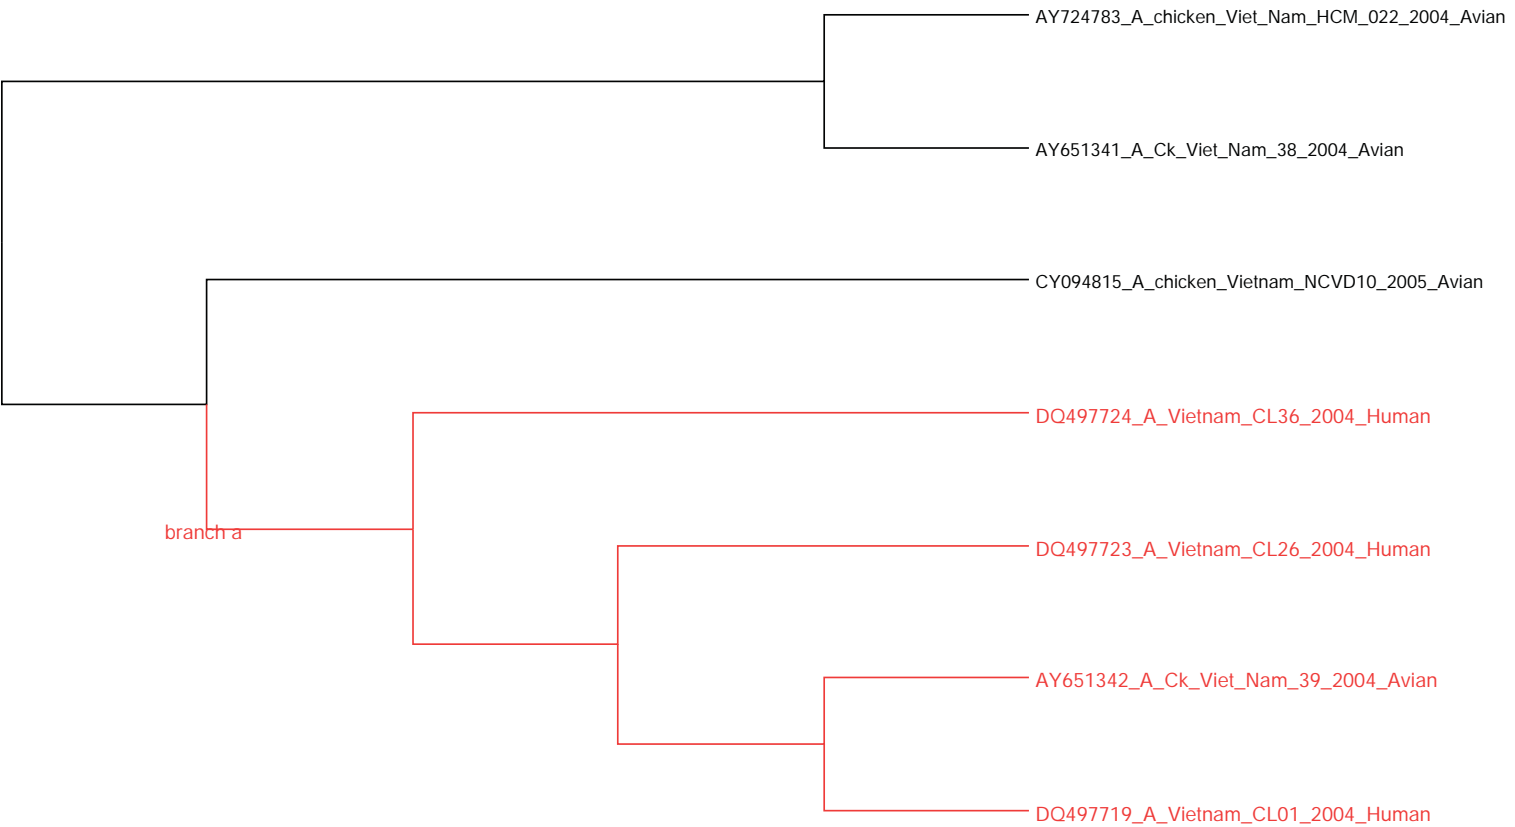 AY724783_A_chicken_Viet_Nam_HCM_022_2004_Avian
AY651341_A_Ck_Viet_Nam_38_2004_Avian
CY094815_A_chicken_Vietnam_NCVD10_2005_Avian
DQ497724_A_Vietnam_CL36_2004_Human
branch a
DQ497723_A_Vietnam_CL26_2004_Human
AY651342_A_Ck_Viet_Nam_39_2004_Avian
DQ497719_A_Vietnam_CL01_2004_Human